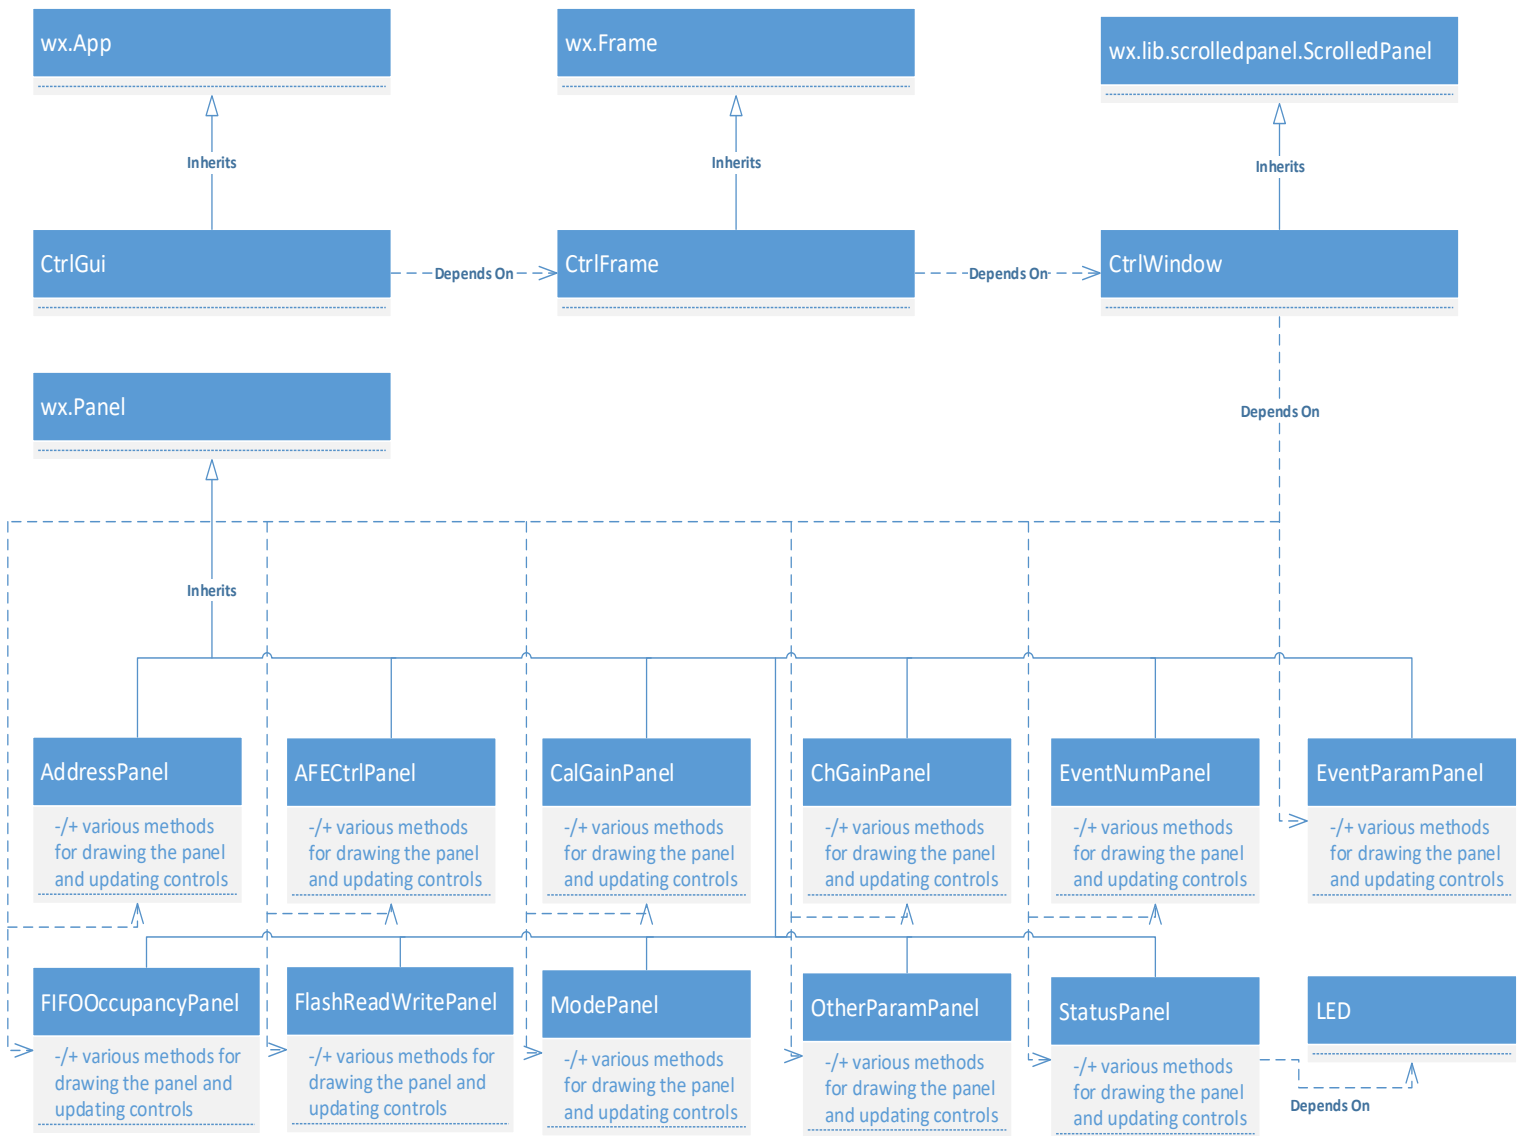 wx.App
wx.Frame
wx.lib.scrolledpanel.ScrolledPanel
Inherits
Inherits
Inherits
CtrlGui
Depends On
CtrlFrame
Depends On
CtrlWindow
wx.Panel
Depends On
Inherits
AddressPanel
-/+ various methods
for drawing the panel
and updating controls
AFECtrlPanel
-/+ various methods
for drawing the panel
and updating controls
CalGainPanel
-/+ various methods
for drawing the panel
and updating controls
ChGainPanel
-/+ various methods
for drawing the panel
and updating controls
EventNumPanel
-/+ various methods
for drawing the panel
and updating controls
EventParamPanel
-/+ various methods
for drawing the panel
and updating controls
FIFOOccupancyPanel
-/+ various methods for
drawing the panel and
updating controls
FlashReadWritePanel
-/+ various methods for
drawing the panel and
updating controls
ModePanel
-/+ various methods
for drawing the panel
and updating controls
OtherParamPanel
-/+ various methods
for drawing the panel
and updating controls
StatusPanel
-/+ various methods
for drawing the panel
and updating controls
LED
Depends On